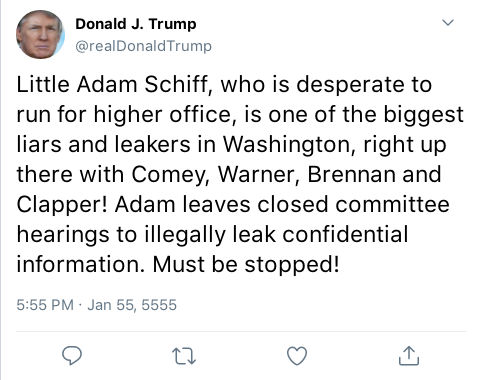 Donald J. Trump
@realDonaldTrump
Little Adam Schiff, who is desperate to
run for higher office, is one of the biggest
liars and leakers in Washington, right up
there with Comey, Warner, Brennan and
Clapper! Adam leaves closed committee
hearings to illegally leak confidential
information. Must be stopped!
5:55 PM · Jan 55, 5555